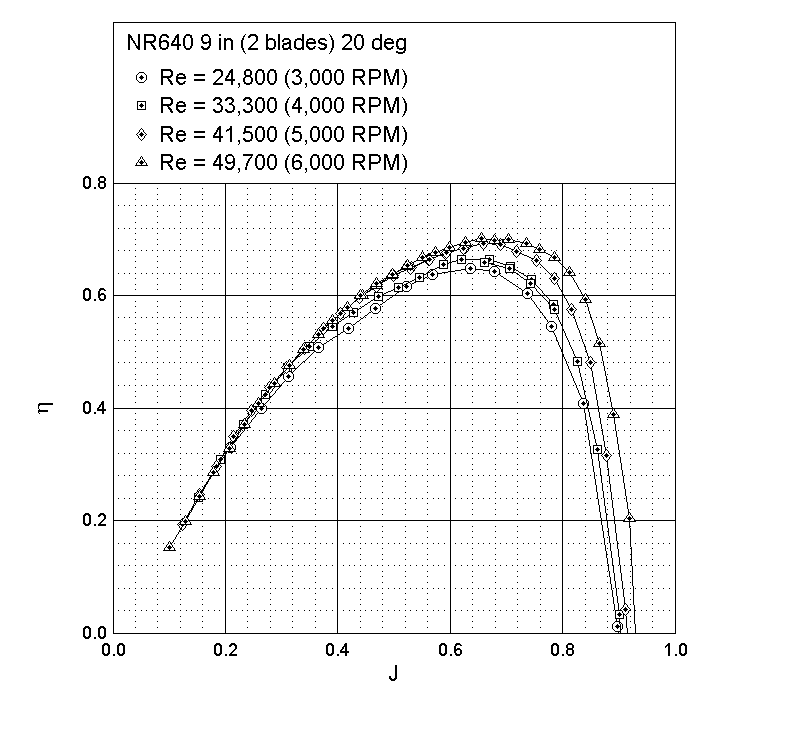 NR640 9 in (2 blades) 20 deg
Re = 24,800 (3,000 RPM)
Re = 33,300 (4,000 RPM)
Re = 41,500 (5,000 RPM)
Re = 49,700 (6,000 RPM)
0.8
0.6
0.4
η
0.2
0.0
0.0 0.2 0.4 0.6 0.8 1.0
J